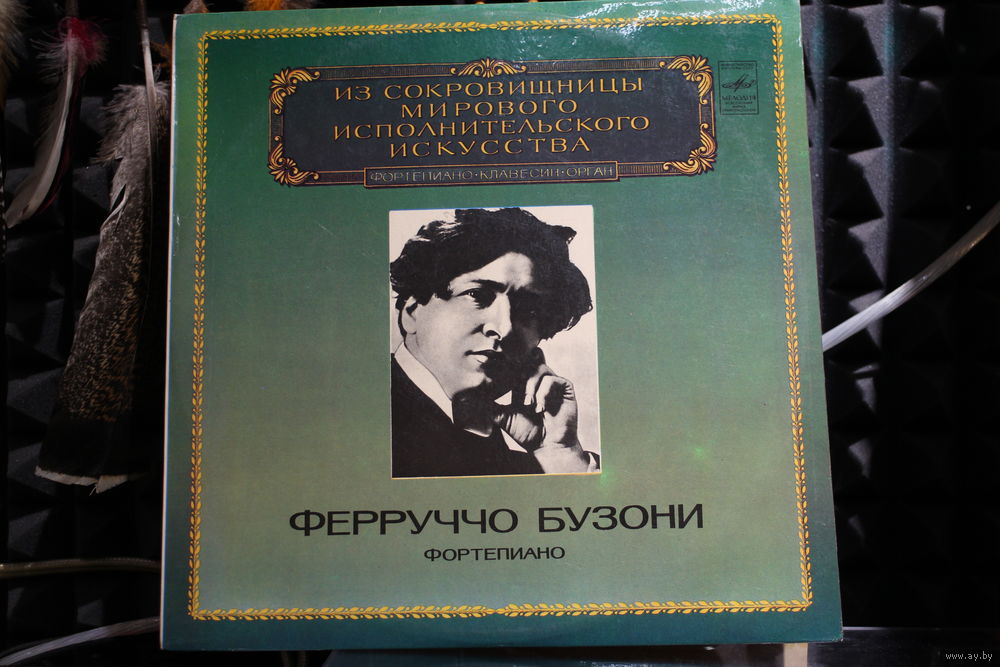 ИЗ СОКРОВИЩНИЦЫ
МИРОВОГО
ИСПОЛНИТЕЛЬСКОГО
ИСКУССТВА
ФОРТЕПИАНО·КЛАВЕСИН·ОРГАН
МЕЛОДИЯ
ФЕРРУЧЧО БУЗОНИ
ФОРТЕПИАНО
www.ay.by